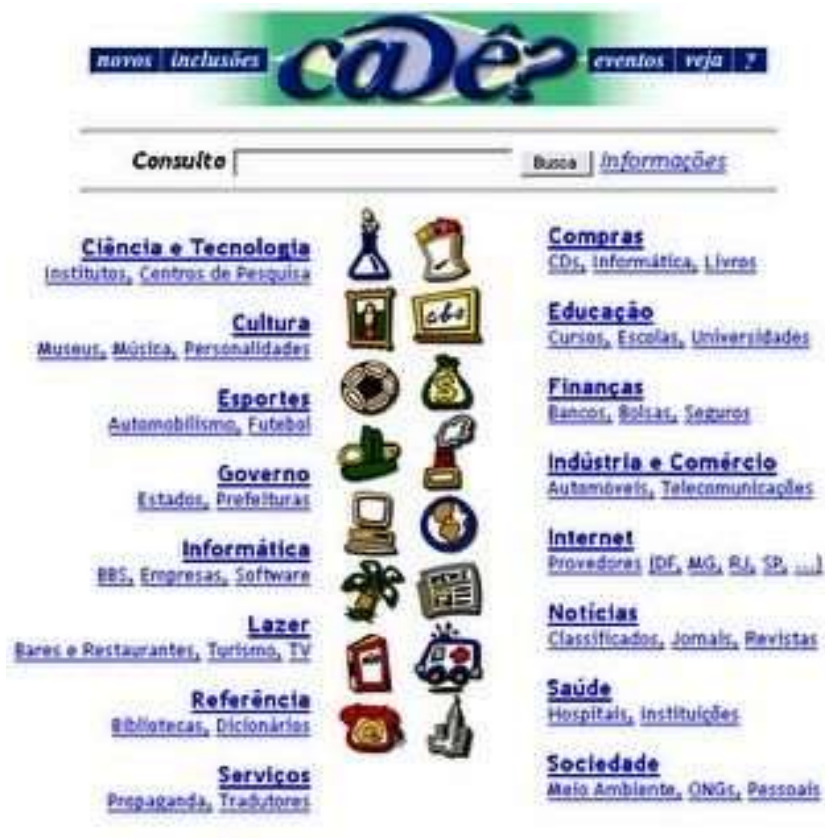 novos inclusões c@dê? eventos veja ?
Consulta Busca Informações
Ciência e Tecnologia
Institutos, Centros de Pesquisa
Cultura
Museus, Música, Personalidades
Esportes
Automobilismo, Futebol
Governo
Estados, Prefeituras
Informática
BBS, Empresas, Software
Lazer
Bares e Restaurantes, Turismo, TV
Referência
Bibliotecas, Dicionários
Serviços
Propaganda, Tradutores
Compras
CDs, Informática, Livros
Educação
Cursos, Escolas, Universidades
Finanças
Bancos, Bolsas, Seguros
Indústria e Comércio
Automóveis, Telecomunicações
Internet
Provedores (DF, MG, RJ, SP, ...)
Notícias
Classificados, Jornais, Revistas
Saúde
Hospitais, Instituições
Sociedade
Meio Ambiente, ONGs, Pessoais
NEWS